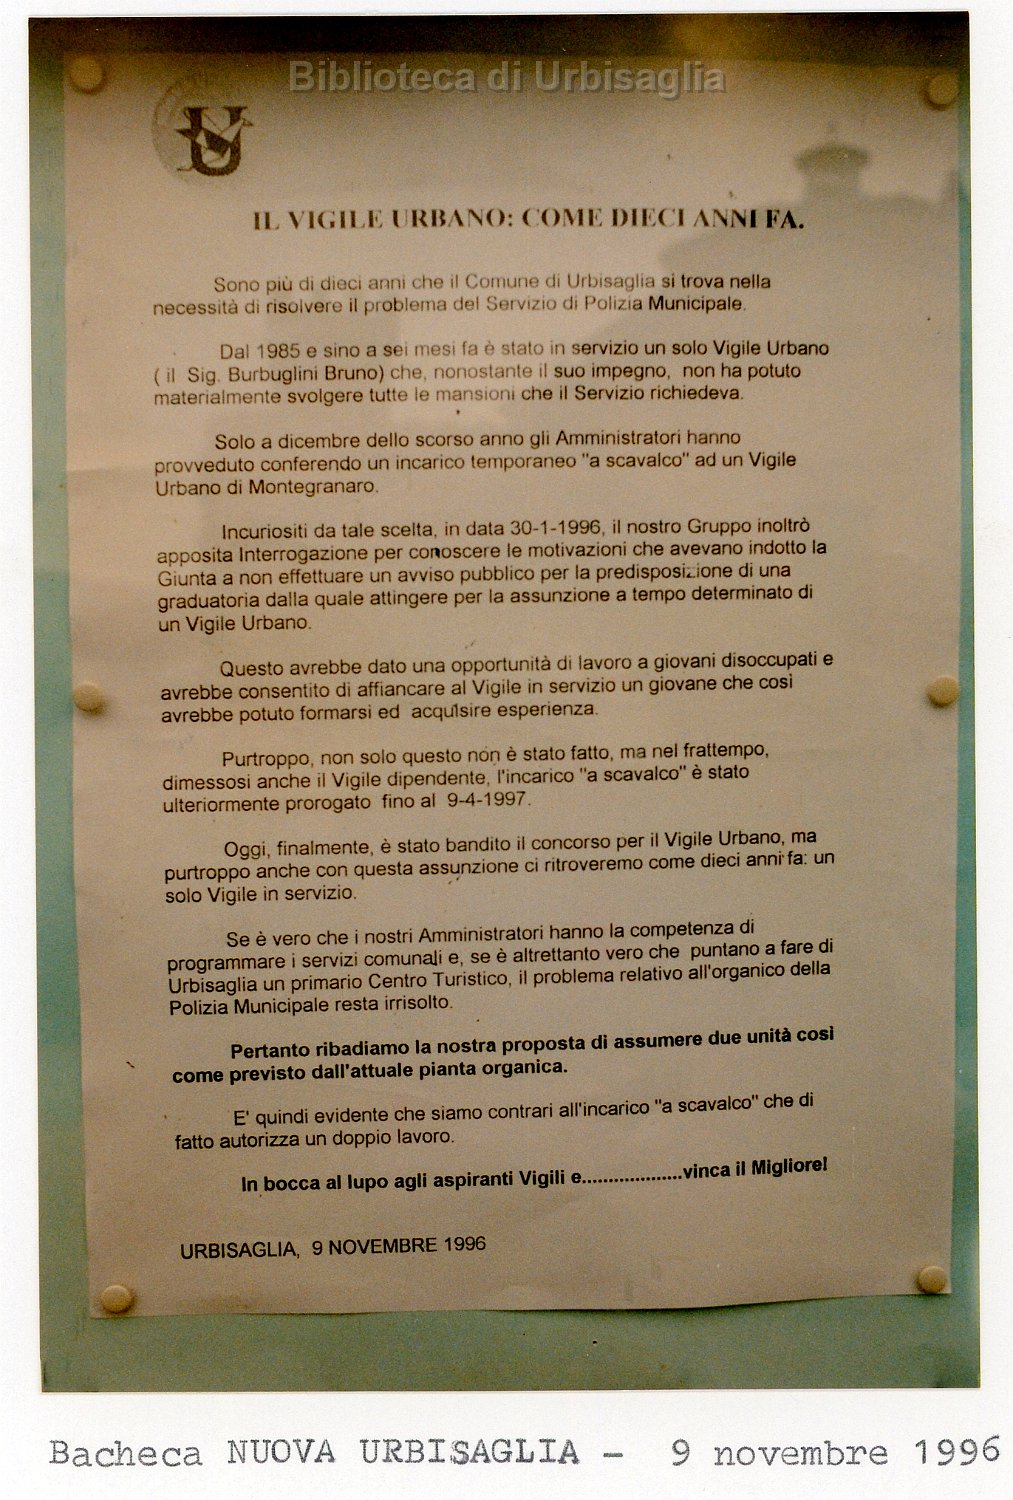 Biblioteca di Urbisaglia
U
IL VIGILE URBANO: COME DIECI ANNI FA.
Sono più di dieci anni che il Comune di Urbisaglia si trova nella
necessità di risolvere il problema del Servizio di Polizia Municipale.
Dal 1985 e sino a sei mesi fa è stato in servizio un solo Vigile Urbano
( il Sig. Burbuglini Bruno) che, nonostante il suo impegno, non ha potuto
materialmente svolgere tutte le mansioni che il Servizio richiedeva.
Solo a dicembre dello scorso anno gli Amministratori hanno
provveduto conferendo un incarico temporaneo "a scavalco" ad un Vigile
Urbano di Montegranaro.
Incuriositi da tale scelta, in data 30-1-1996, il nostro Gruppo inoltrò
apposita Interrogazione per conoscere le motivazioni che avevano indotto la
Giunta a non effettuare un avviso pubblico per la predisposizione di una
graduatoria dalla quale attingere per la assunzione a tempo determinato di
un Vigile Urbano.
Questo avrebbe dato una opportunità di lavoro a giovani disoccupati e
avrebbe consentito di affiancare al Vigile in servizio un giovane che così
avrebbe potuto formarsi ed acquisire esperienza.
Purtroppo, non solo questo non è stato fatto, ma nel frattempo,
dimessosi anche il Vigile dipendente, l'incarico "a scavalco" è stato
ulteriormente prorogato fino al 9-4-1997.
Oggi, finalmente, è stato bandito il concorso per il Vigile Urbano, ma
purtroppo anche con questa assunzione ci ritroveremo come dieci anni fa: un
solo Vigile in servizio.
Se è vero che i nostri Amministratori hanno la competenza di
programmare i servizi comunali e, se è altrettanto vero che puntano a fare di
Urbisaglia un primario Centro Turistico, il problema relativo all'organico della
Polizia Municipale resta irrisolto.
Pertanto ribadiamo la nostra proposta di assumere due unità così
come previsto dall'attuale pianta organica.
E' quindi evidente che siamo contrari all'incarico "a scavalco" che di
fatto autorizza un doppio lavoro.
In bocca al lupo agli aspiranti Vigili e...................vinca il Migliore!
URBISAGLIA, 9 NOVEMBRE 1996
Bacheca NUOVA URBISAGLIA - 9 novembre 1996